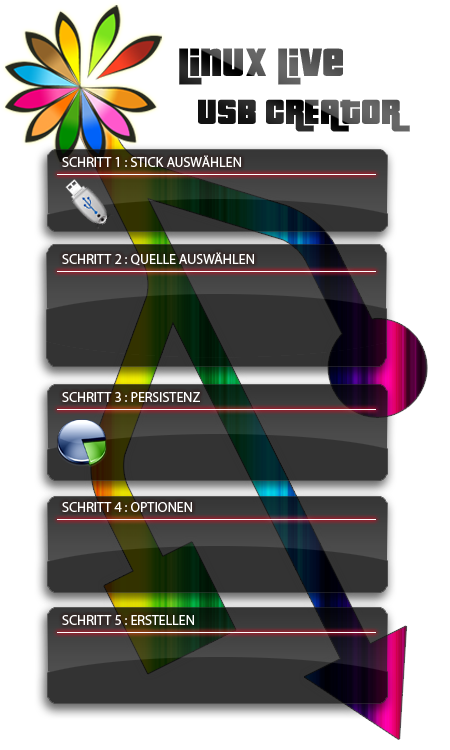 Linux Live
USB CREATOR
SCHRITT 1 : STICK AUSWÄHLEN
SCHRITT 2 : QUELLE AUSWÄHLEN
SCHRITT 3 : PERSISTENZ
SCHRITT 4 : OPTIONEN
SCHRITT 5 : ERSTELLEN